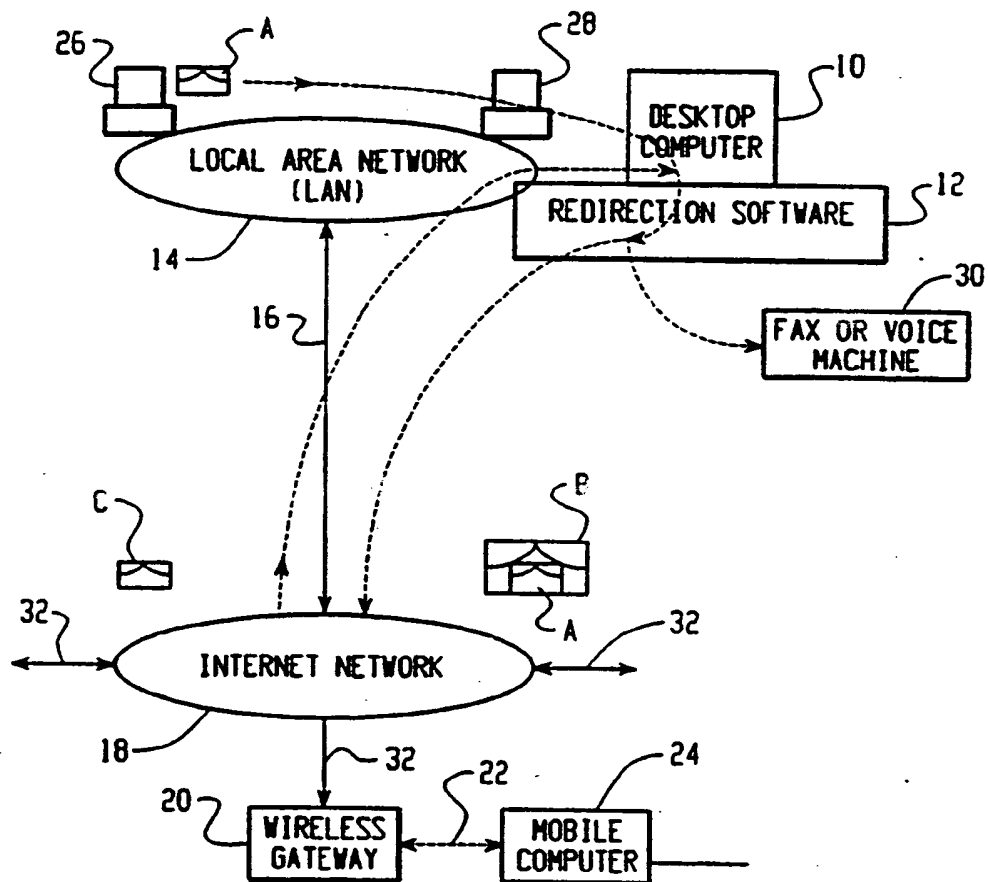 26
A
28
10
DESKTOP
COMPUTER
LOCAL AREA NETWORK
(LAN)
12
REDIRECTION SOFTWARE
14
30
16
FAX OR VOICE
MACHINE
C
B
A
32
32
INTERNET NETWORK
18
32
24
20
22
WIRELESS
GATEWAY
MOBILE
COMPUTER